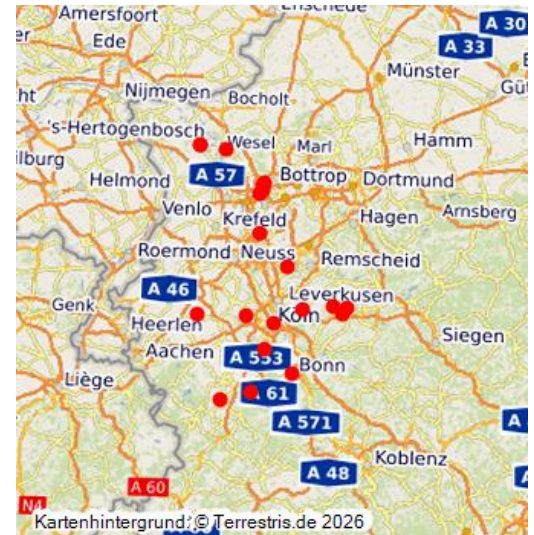 Amersfoort
Enschede
A 30
Ede
A 33
Münster
Nijmegen
Bocholt
Güt
's-Hertogenbosch
Wesel
Marl
Hamm
ilburg
A 57
Bottrop
Dortmund
Helmond
Venlo
Krefeld
Hagen
Arnsberg
Roermond
Neuss
Remscheid
A 46
Leverkusen
Genk
Heerlen
Köln
Siegen
Aachen
A 553
Bonn
Liège
A 61
A 571
Koblenz
A 48
A 60
N4
Kartenhintergrund: © Terrestris.de 2026